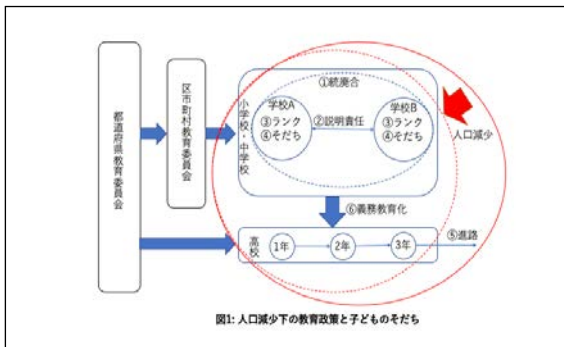 都道府県教育委員会
区市町村教育委員会
小学校・中学校
①統廃合
学校A
③ランク
④そだち
②説明責任
学校B
③ランク
④そだち
人口減少
⑥義務教育化
高校
1年
2年
3年
⑤進路
図1: 人口減少下の教育政策と子どものそだち